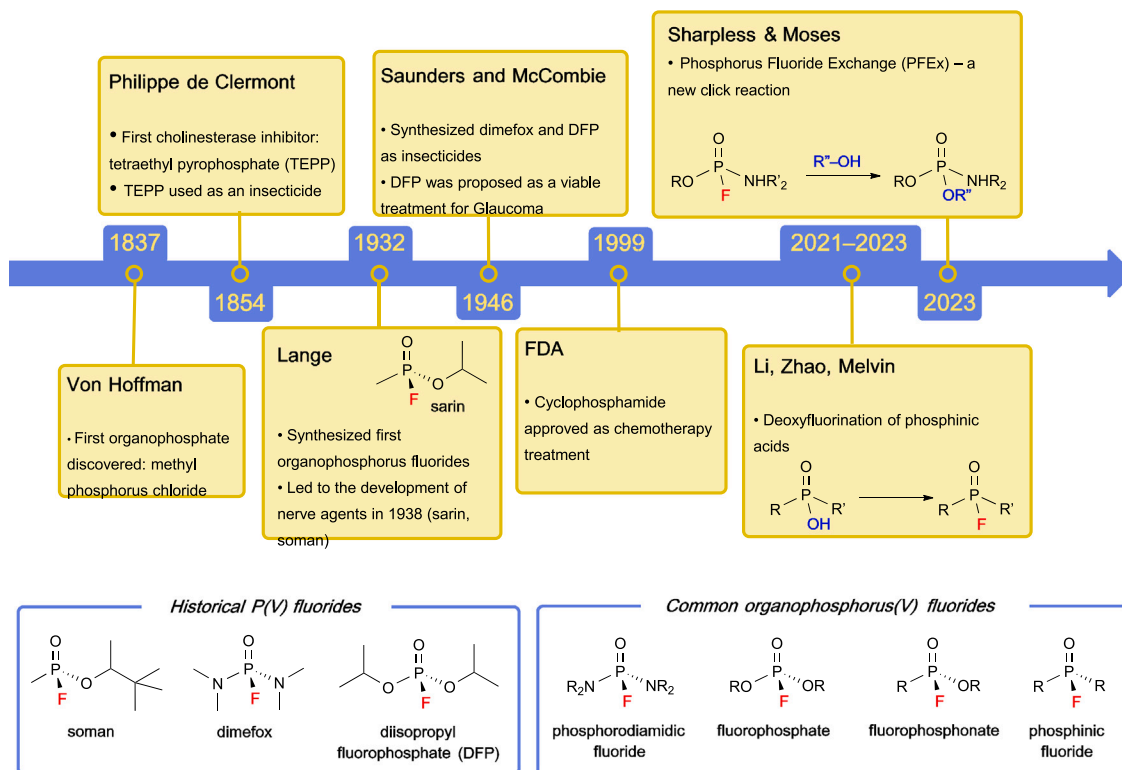 Philippe de Clermont
• First cholinesterase inhibitor:
tetraethyl pyrophosphate (TEPP)
• TEPP used as an insecticide
Saunders and McCombie
• Synthesized dimefox and DFP
as insecticides
• DFP was proposed as a viable
treatment for Glaucoma
Sharpless & Moses
• Phosphorus Fluoride Exchange (PFEx) – a
new click reaction
O
RO P NHR'2
F
R"–OH
O
RO P NHR2
OR"
1837
1854
1932
1946
1999
2021–2023
2023
Von Hoffman
• First organophosphate
discovered: methyl
phosphorus chloride
Lange
O
P
F O
sarin
• Synthesized first
organophosphorus fluorides
• Led to the development of
nerve agents in 1938 (sarin,
soman)
FDA
• Cyclophosphamide
approved as chemotherapy
treatment
Li, Zhao, Melvin
• Deoxyfluorination of phosphinic
acids
O
R P R'
OH
O
R P R'
F
Historical P(V) fluorides
O
P O
F
soman
O
N P N
F
dimefox
O
O P O
F
diisopropyl
fluorophosphate (DFP)
Common organophosphorus(V) fluorides
O
R2N P NR2
F
phosphorodiamidic
fluoride
O
RO P OR
F
fluorophosphate
O
R P OR
F
fluorophosphonate
O
R P R
F
phosphinic
fluoride